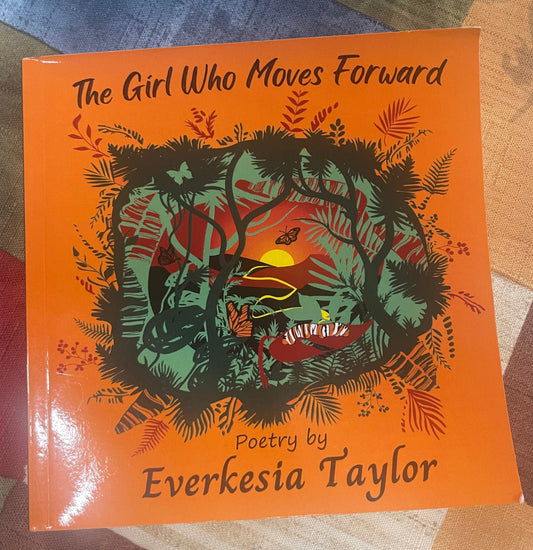 The Girl Who Moves Forward
Poetry by
Everkesia Taylor